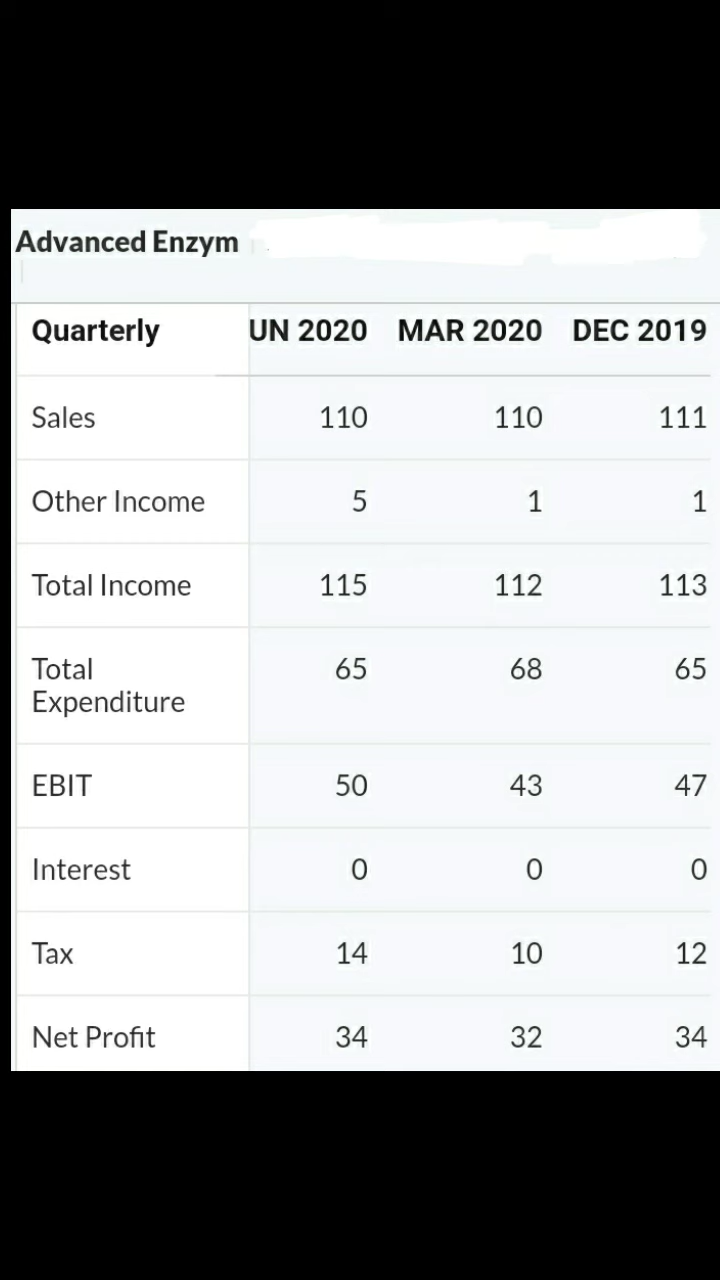 Advanced Enzym
Quarterly UN 2020 MAR 2020 DEC 2019
Sales 110 110 111
Other Income 5 1 1
Total Income 115 112 113
Total 65 68 65
Expenditure
EBIT 50 43 47
Interest 0 0 0
Tax 14 10 12
Net Profit 34 32 34